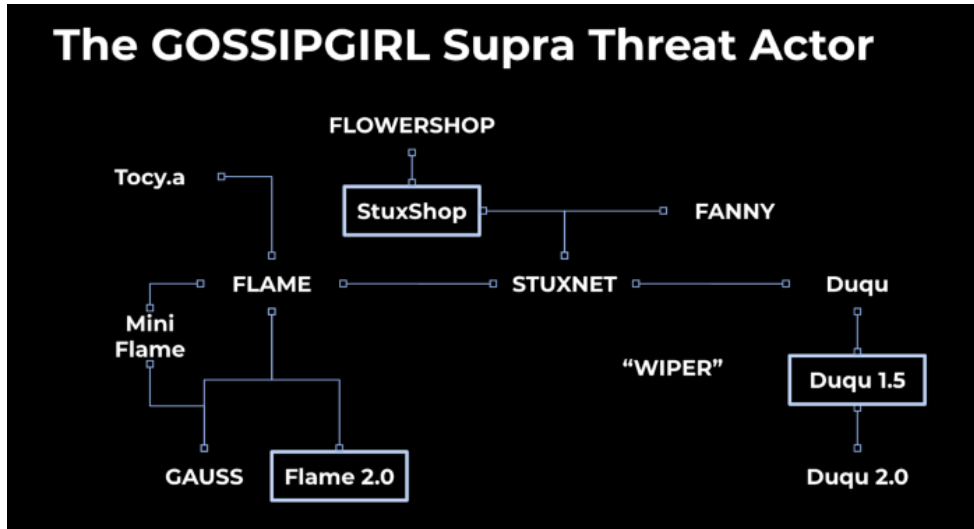 The GOSSIPGIRL Supra Threat Actor
FLOWERSHOP
Tocy.a
StuxShop
FANNY
FLAME
STUXNET
Duqu
Mini
Flame
“WIPER”
Duqu 1.5
GAUSS
Flame 2.0
Duqu 2.0